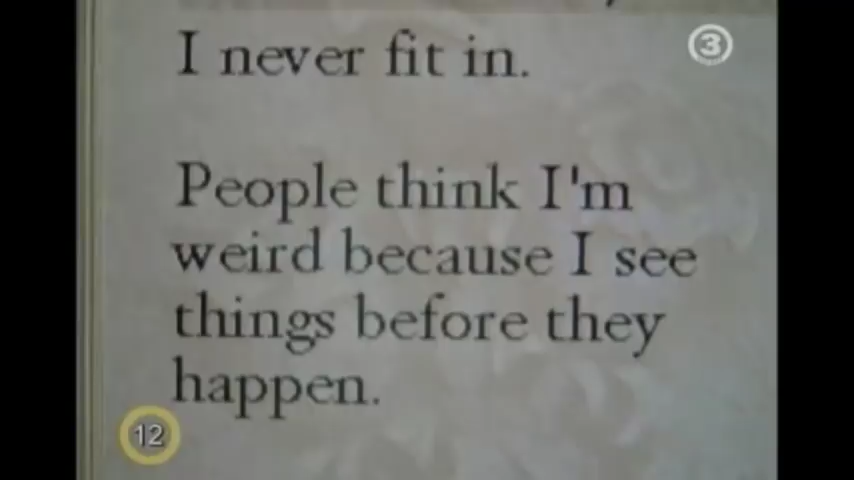 3
I never fit in.
People think I'm
weird because I see
things before they
happen.
12